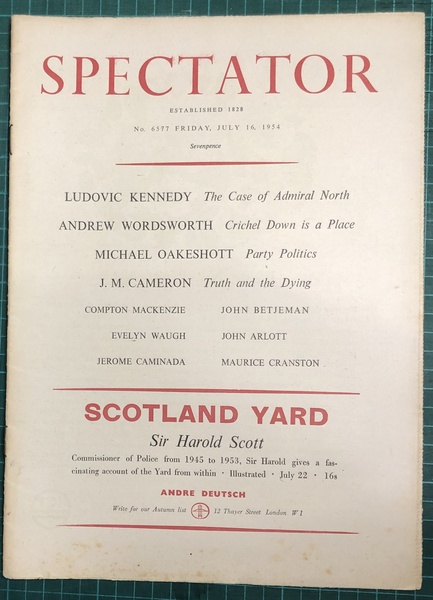 SPECTATOR
ESTABLISHED 1828
No. 6577 FRIDAY, JULY 16, 1954
Sevenpence
LUDOVIC KENNEDY The Case of Admiral North
ANDREW WORDSWORTH Crichel Down is a Place
MICHAEL OAKESHOTT Party Politics
J. M. CAMERON Truth and the Dying
COMPTON MACKENZIE JOHN BETJEMAN
EVELYN WAUGH JOHN ARLOTT
JEROME CAMINADA MAURICE CRANSTON
SCOTLAND YARD
Sir Harold Scott
Commissioner of Police from 1945 to 1953, Sir Harold gives a fas-
cinating account of the Yard from within · Illustrated · July 22 · 16s
ANDRE DEUTSCH
Write for our Autumn list 12 Thayer Street London W1